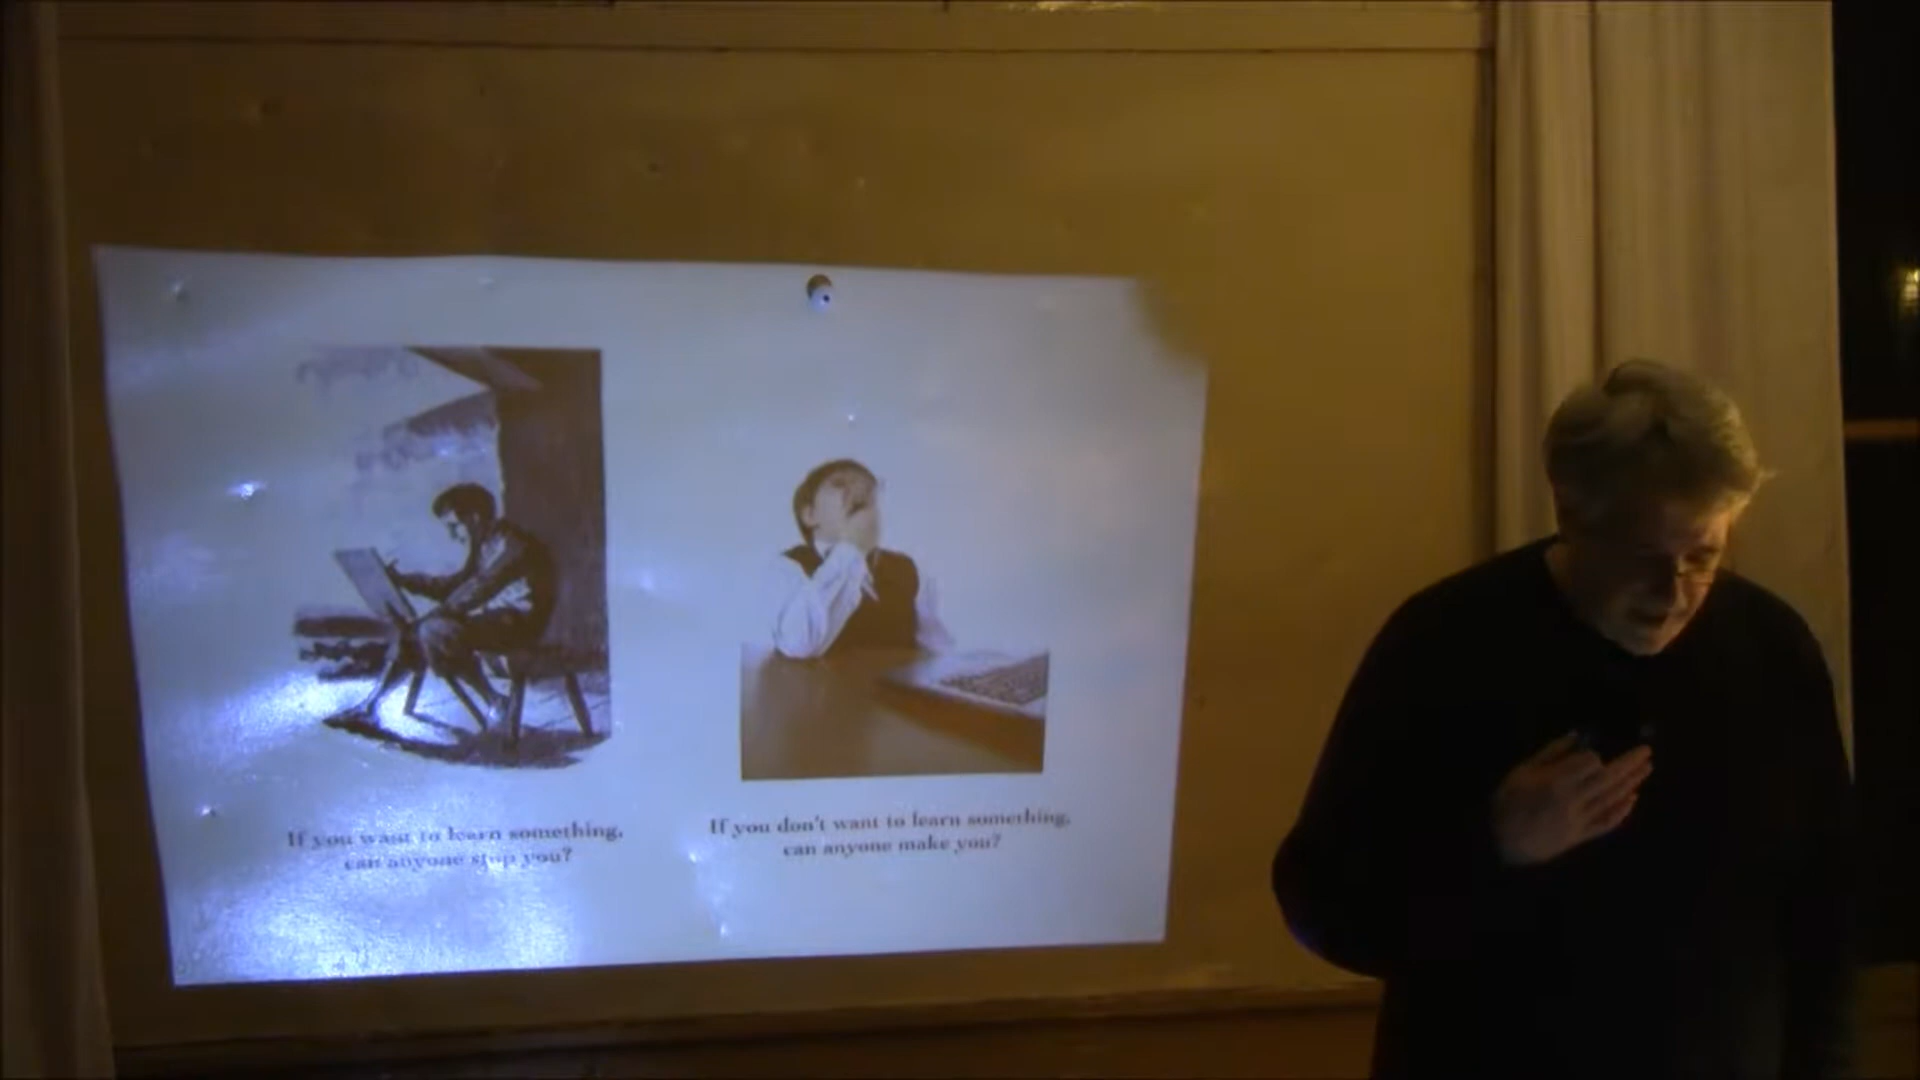 If you want to learn something,
can anyone stop you?
If you don't want to learn something,
can anyone make you?